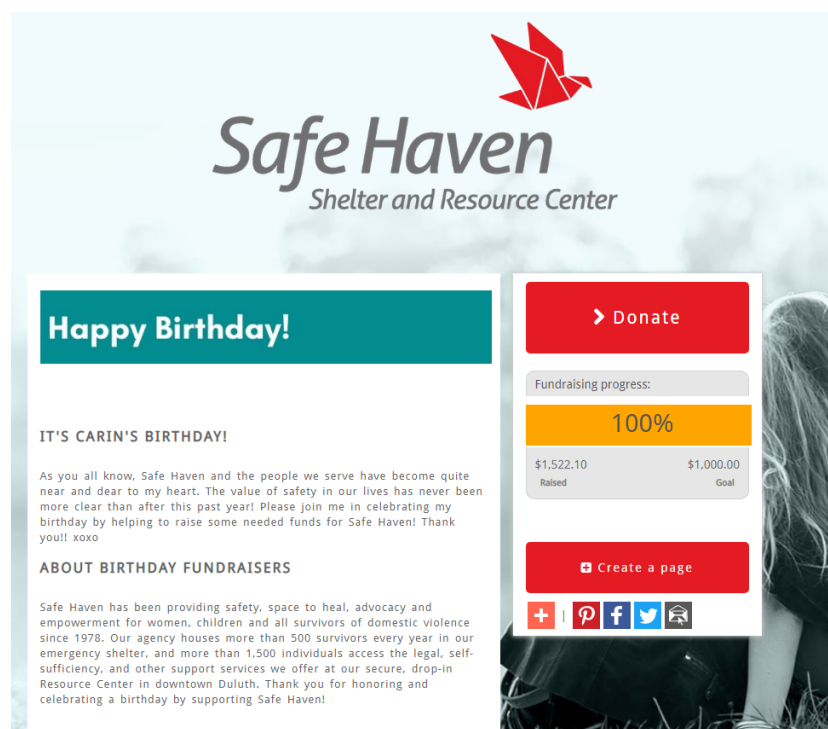 Safe Haven
Shelter and Resource Center
Happy Birthday!
IT'S CARIN'S BIRTHDAY!
As you all know, Safe Haven and the people we serve have become quite
near and dear to my heart. The value of safety in our lives has never been
more clear than after this past year! Please join me in celebrating my
birthday by helping to raise some needed funds for Safe Haven! Thank
you!! xoxo
ABOUT BIRTHDAY FUNDRAISERS
Safe Haven has been providing safety, space to heal, advocacy and
empowerment for women, children and all survivors of domestic violence
since 1978. Our agency houses more than 500 survivors every year in our
emergency shelter, and more than 1,500 individuals access the legal, self-
sufficiency, and other support services we offer at our secure, drop-in
Resource Center in downtown Duluth. Thank you for honoring and
celebrating a birthday by supporting Safe Haven!
Donate
Fundraising progress:
100%
$1,522.10 $1,000.00
Raised Goal
Create a page